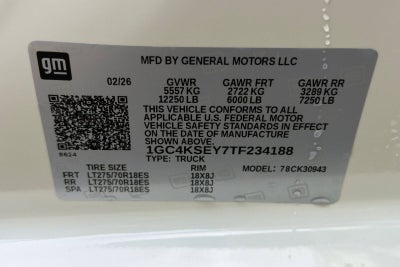 gm
MFD BY GENERAL MOTORS LLC
02/26 GVWR GAWR FRT GAWR RR
5557 KG 2722 KG 3289 KG
12250 LB 6000 LB 7250 LB
THIS VEHICLE CONFORMS TO ALL
APPLICABLE U.S. FEDERAL MOTOR
VEHICLE SAFETY STANDARDS IN EFFECT
ON THE DATE OF MANUFACTURE
SHOWN ABOVE.
1GC4KSEY7TF234188
8624
TYPE: TRUCK
TIRE SIZE RIM MODEL: 78CK30943
FRT LT275/70R18ES 18X8J
RR LT275/70R18ES 18X8J
SPA LT275/70R18ES 18X8J